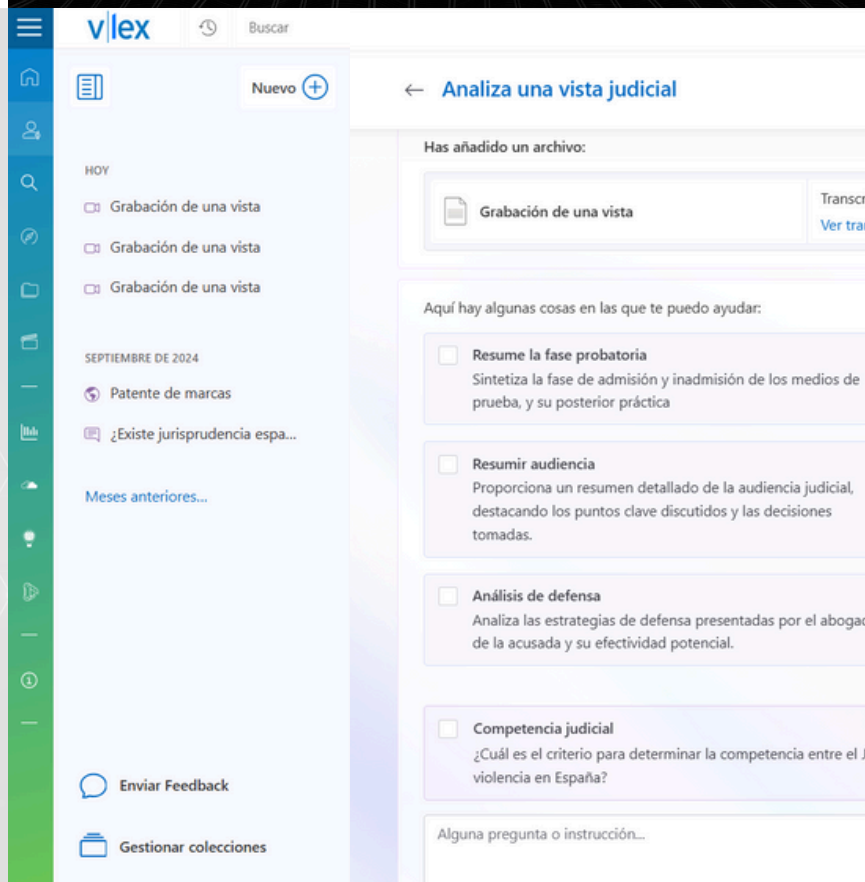 vlex
Buscar
Nuevo
HOY
Grabación de una vista
Grabación de una vista
Grabación de una vista
SEPTIEMBRE DE 2024
Patente de marcas
¿Existe jurisprudencia espa...
Meses anteriores...
Enviar Feedback
Gestionar colecciones
Analiza una vista judicial
Has añadido un archivo:
Grabación de una vista
Ver
Aquí hay algunas cosas en las que te puedo ayudar:
Resume la fase probatoria
Sintetiza la fase de admisión y inadmisión de los medios de
prueba, y su posterior práctica
Resumir audiencia
Proporciona un resumen detallado de la audiencia judicial,
destacando los puntos clave discutidos y las decisiones
tomadas.
Análisis de defensa
Analiza las estrategias de defensa presentadas por el
de la acusada y su efectividad potencial.
Competencia judicial
¿Cuál es el criterio para determinar la competencia entre el
violencia en España?
Alguna pregunta o instrucción...